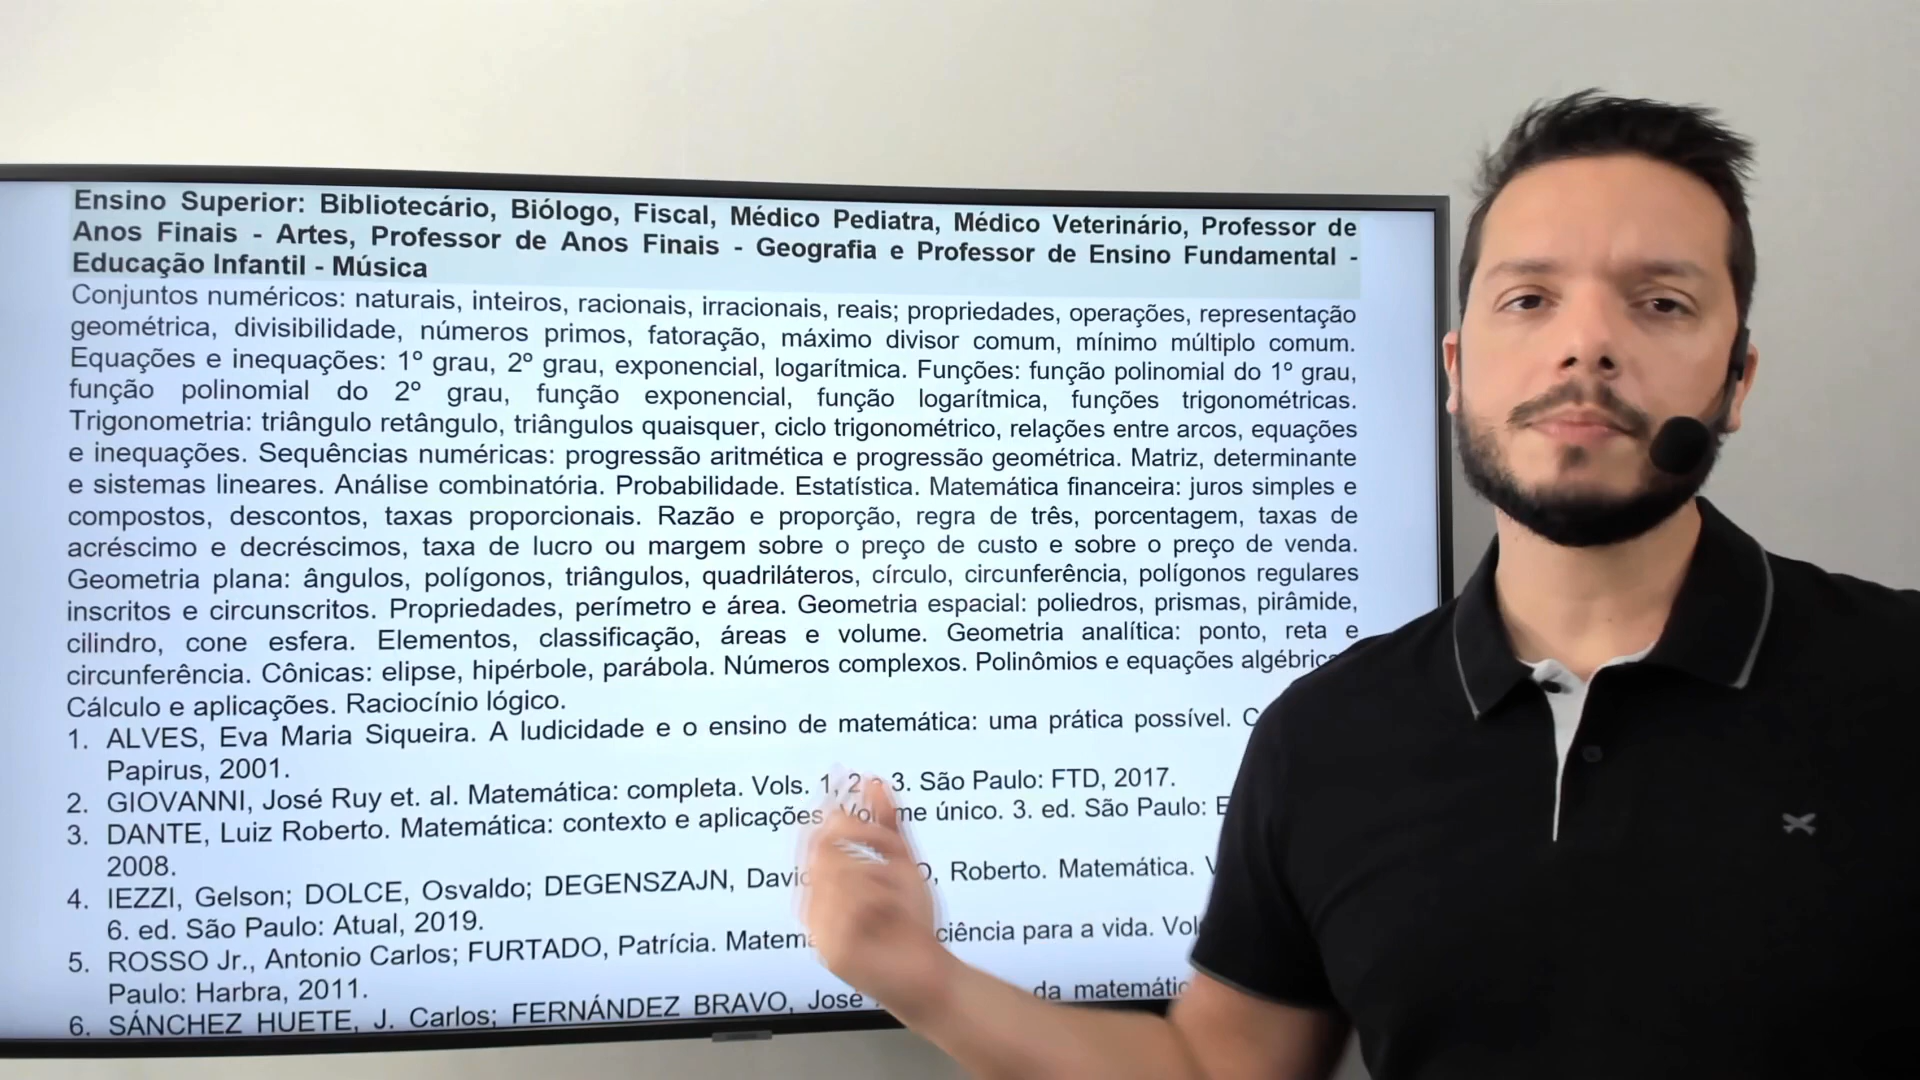 Ensino Superior: Bibliotecário, Biólogo, Fiscal, Médico Pediatra, Médico Veterinário, Professor de
Anos Finais - Artes, Professor de Anos Finais - Geografia e Professor de Ensino Fundamental -
Educação Infantil - Música
Conjuntos numéricos: naturais, inteiros, racionais, irracionais, reais; propriedades, operações, representação
geométrica, divisibilidade, números primos, fatoração, máximo divisor comum, mínimo múltiplo comum.
Equações e inequações: 1º grau, 2º grau, exponencial, logarítmica. Funções: função polinomial do 1º grau,
função polinomial do 2º grau, função exponencial, função logarítmica, funções trigonométricas.
Trigonometria: triângulo retângulo, triângulos quaisquer, ciclo trigonométrico, relações entre arcos, equações
e inequações. Sequências numéricas: progressão aritmética e progressão geométrica. Matriz, determinante
e sistemas lineares. Análise combinatória. Probabilidade. Estatística. Matemática financeira: juros simples e
compostos, descontos, taxas proporcionais. Razão e proporção, regra de três, porcentagem, taxas de
acréscimo e decréscimos, taxa de lucro ou margem sobre o preço de custo e sobre o preço de venda.
Geometria plana: ângulos, polígonos, triângulos, quadriláteros, círculo, circunferência, polígonos regulares
inscritos e circunscritos. Propriedades, perímetro e área. Geometria espacial: poliedros, prismas, pirâmide,
cilindro, cone esfera. Elementos, classificação, áreas e volume. Geometria analítica: ponto, reta e
circunferência. Cônicas: elipse, hipérbole, parábola. Números complexos. Polinômios e equações
Cálculo e aplicações. Raciocínio lógico.
1. ALVES, Eva Maria Siqueira. A ludicidade e o ensino de matemática: uma prática possível.
Papirus, 2001.
2. GIOVANNI, José Ruy et. al. Matemática: completa. Vols. 1, 2 3. São Paulo: FTD, 2017.
3. DANTE, Luiz Roberto. Matemática: contexto e aplicações único. 3. ed. São Paulo:
2008.
4. IEZZI, Gelson; DOLCE, Osvaldo; DEGENSZAJN, Roberto. Matemática.
6. ed. São Paulo: Atual, 2019.
5. ROSSO Jr., Antonio Carlos; FURTADO, Patrícia. ciência para a vida.
Paulo: Harbra, 2011.
6. SÁNCHEZ HUETE, J. Carlos; FERNÁNDEZ BRAVO, José da